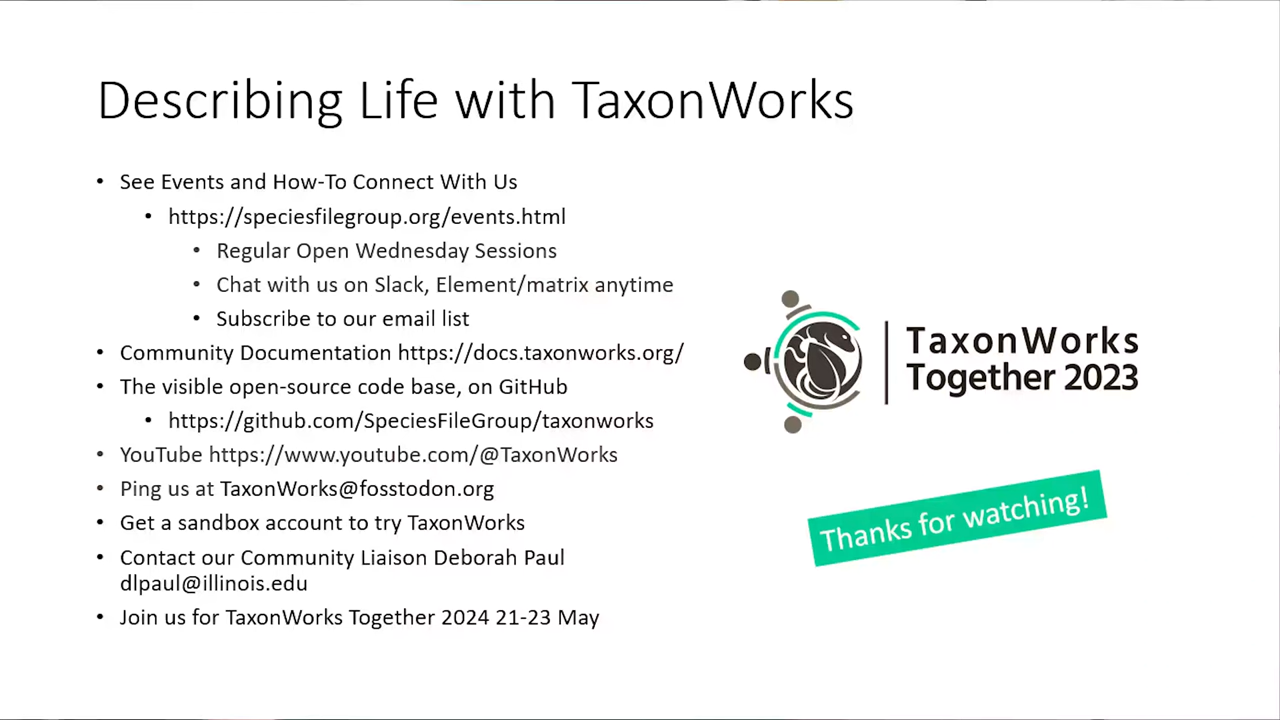 Describing Life with TaxonWorks
• See Events and How-To Connect With Us
• https://speciesfilegroup.org/events.html
• Regular Open Wednesday Sessions
• Chat with us on Slack, Element/matrix anytime
• Subscribe to our email list
• Community Documentation https://docs.taxonworks.org/
• The visible open-source code base, on GitHub
• https://github.com/SpeciesFileGroup/taxonworks
• YouTube https://www.youtube.com/@TaxonWorks
• Ping us at TaxonWorks@fosstodon.org
• Get a sandbox account to try TaxonWorks
• Contact our Community Liaison Deborah Paul
dlpaul@illinois.edu
• Join us for TaxonWorks Together 2024 21-23 May
TaxonWorks
Together 2023
Thanks for watching!